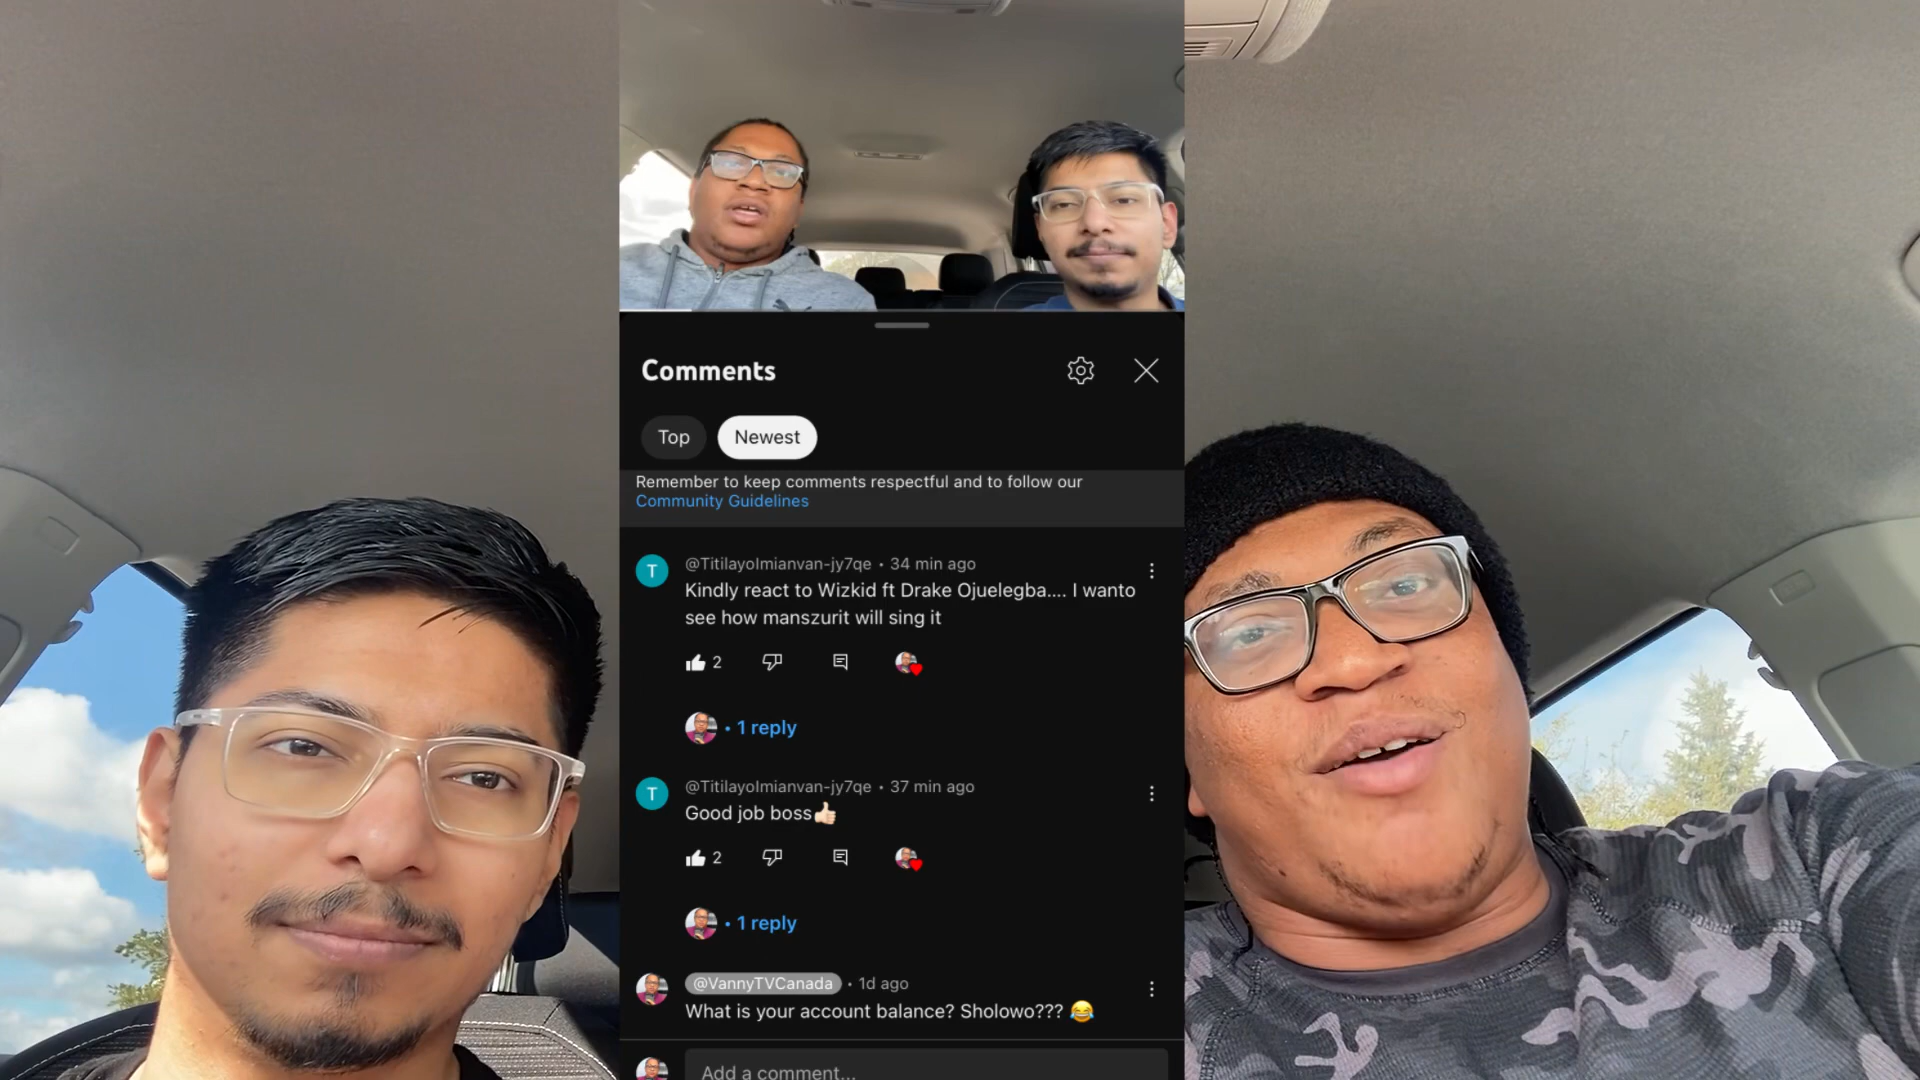 Comments
Top
Newest
Remember to keep comments respectful and to follow our
Community Guidelines
T
@TitilayoImianvan-jy7qe • 34 min ago
Kindly react to Wizkid ft Drake Ojuelegba.... I wanto
see how manszurit will sing it
2
• 1 reply
T
@TitilayoImianvan-jy7qe • 37 min ago
Good job boss👍🏻
2
• 1 reply
@VannyTVCanada • 1d ago
What is your account balance? Sholowo??? 😂
Add a comment...